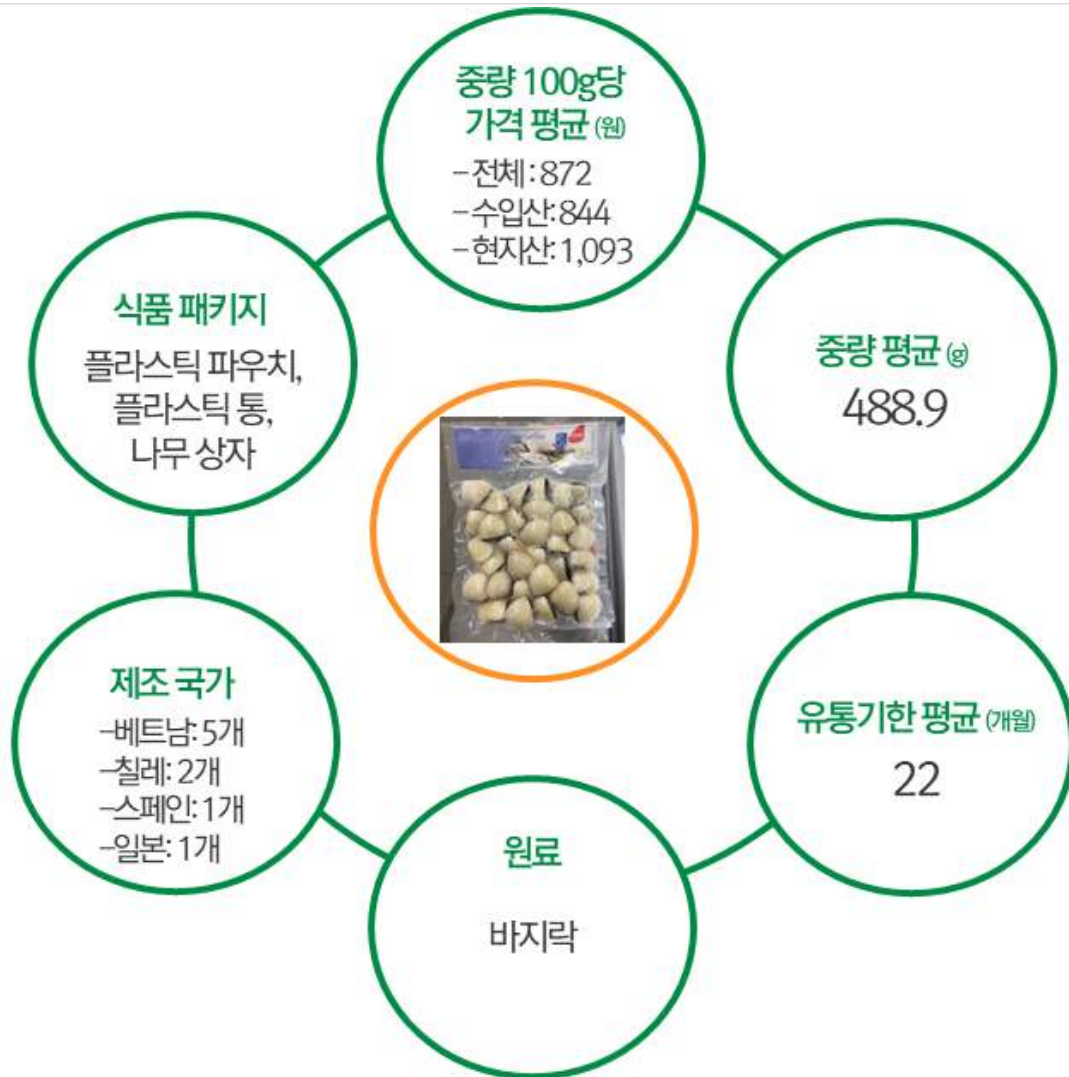 중량 100g당
가격 평균 (원)
- 전체 : 872
- 수입산: 844
- 현지산: 1,093
식품 패키지
플라스틱 파우치,
플라스틱 통,
나무 상자
중량 평균 (g)
488.9
제조 국가
-베트남: 5개
-칠레: 2개
-스페인: 1개
-일본: 1개
유통기한 평균 (개월)
22
원료
바지락